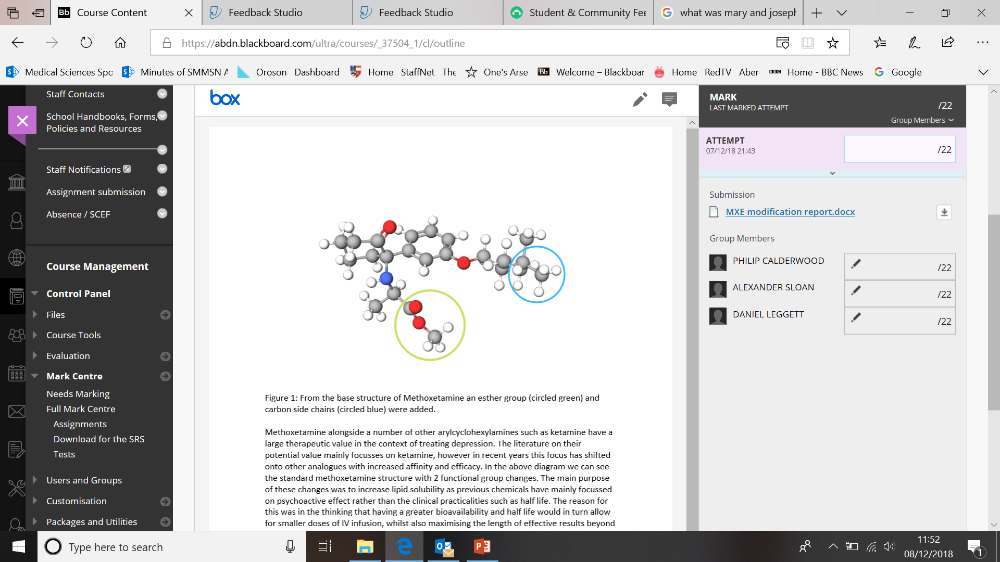 Bb Course Content
Feedback Studio
Feedback Studio
Student & Community Fee
what was mary and joseph
https://abdn.blackboard.com/ultra/courses/_37504_1/cl/outline
Medical Sciences Spo
Minutes of SMMSN A
Oroson
Dashboard
Home
StaffNet
The
One's Arse
Bb
Welcome – Blackboar
Home
RedTV
Aber
BBC
Home - BBC News
Google
Staff Contacts
School Handbooks, Forms,
Policies and Resources
Staff Notifications
Assignment submission
Absence / SCEF
Course Management
Control Panel
Files
Course Tools
Evaluation
Mark Centre
Needs Marking
Full Mark Centre
Assignments
Download for the SRS
Tests
Users and Groups
Customisation
Packages and Utilities
box
Figure 1: From the base structure of Methoxetamine an esther group (circled green) and
carbon side chains (circled blue) were added.
Methoxetamine alongside a number of other arylcyclohexylamines such as ketamine have a
large therapeutic value in the context of treating depression. The literature on their
potential value mainly focusses on ketamine, however in recent years this focus has shifted
onto other analogues with increased affinity and efficacy. In the above diagram we can see
the standard methoxetamine structure with 2 functional group changes. The main purpose
of these changes was to increase lipid solubility as previous chemicals have mainly focussed
on psychoactive effect rather than the clinical practicalities such as half life. The reason for
this was in the thinking that having a greater bioavailability and half life would in turn allow
for smaller doses of IV infusion, whilst also maximising the length of effective results beyond
MARK
LAST MARKED ATTEMPT
/22
Group Members
ATTEMPT
07/12/18 21:43
/22
Submission
MXE modification report.docx
Group Members
PHILIP CALDERWOOD
/22
ALEXANDER SLOAN
/22
DANIEL LEGGETT
/22
Type here to search
11:52
08/12/2018
1